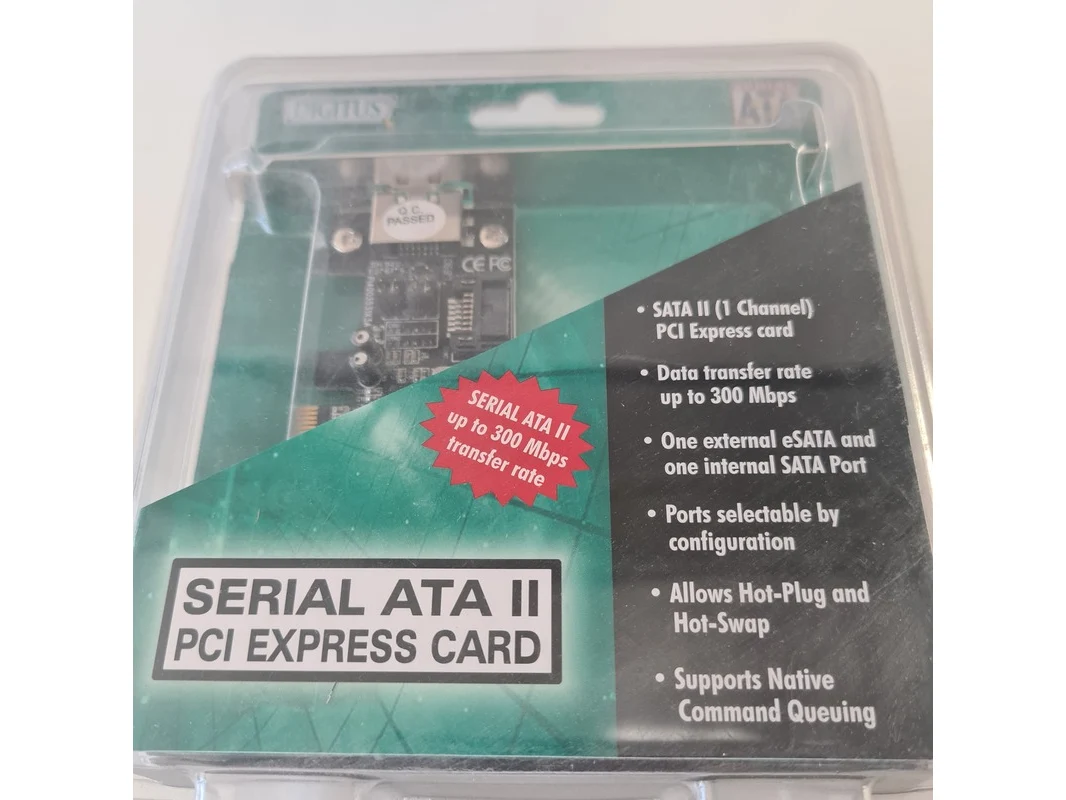 DIGITUS
ATA
Q.C.
PASSED
CE FC
SERIAL ATA II
up to 300 Mbps
transfer rate
SERIAL ATA II
PCI EXPRESS CARD
• SATA II (1 Channel)
PCI Express card
• Data transfer rate
up to 300 Mbps
• One external eSATA and
one internal SATA Port
• Ports selectable by
configuration
• Allows Hot-Plug and
Hot-Swap
• Supports Native
Command Queuing